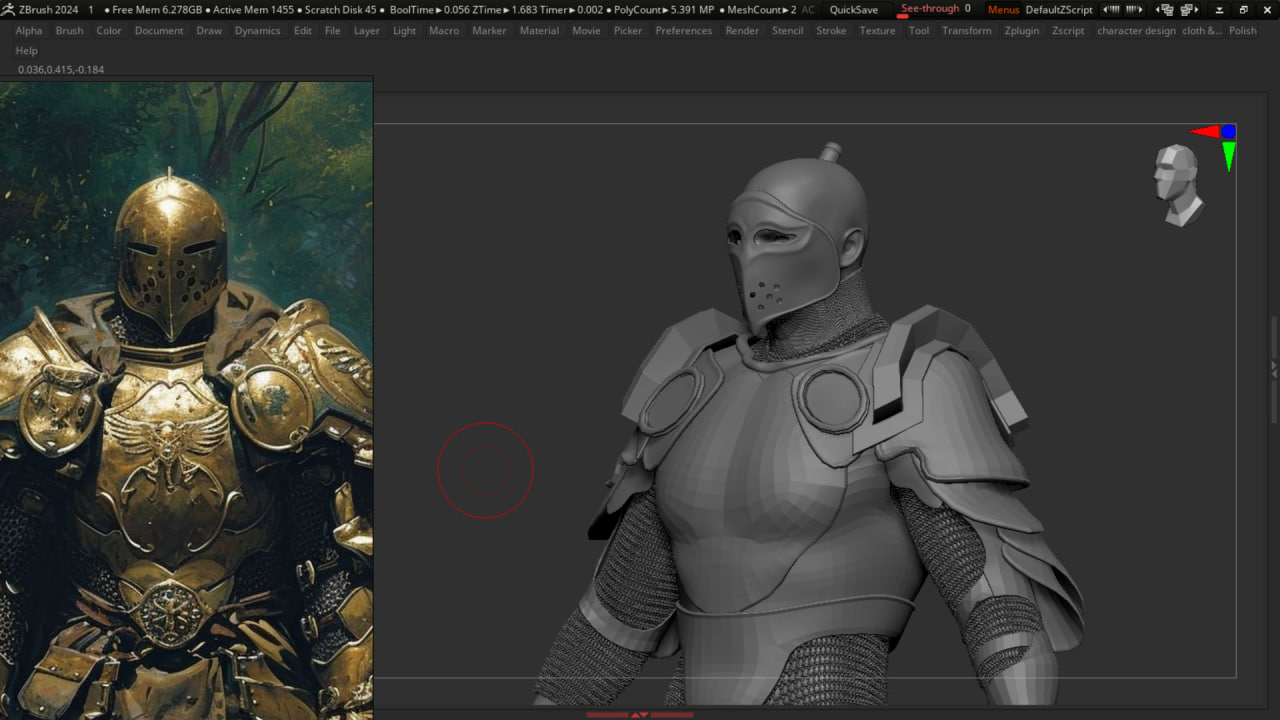 ZBrush 2024 1 ● Free Mem 6.278GB ● Active Mem 1455 ● Scratch Disk 45 ● BoolTime►0.056 ZTime►1.683 Timer►0.002 ● PolyCount►5.391 MP ● MeshCount►2 AC QuickSave See-through 0 Menus DefaultZScript
Alpha Brush Color Document Draw Dynamics Edit File Layer Light Macro Marker Material Movie Picker Preferences Render Stencil Stroke Texture Tool Transform Zplugin Zscript character design cloth &... Polish
Help
0.036,0.415,-0.184